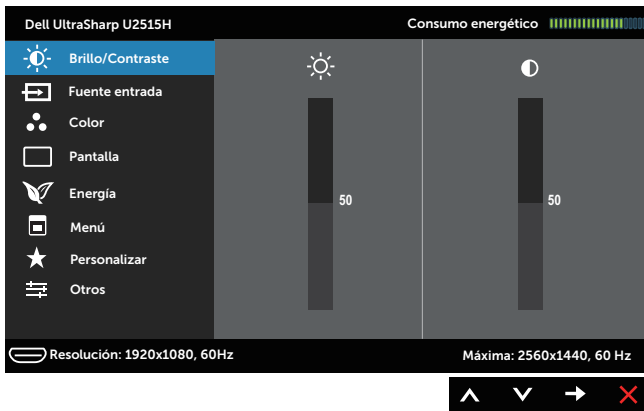 Dell UltraSharp U2515H Consumo energético
Brillo/Contraste
Fuente entrada
Color
Pantalla
Energía
Menú
Personalizar
Otros
50 50
Resolución: 1920x1080, 60Hz Máxima: 2560x1440, 60 Hz